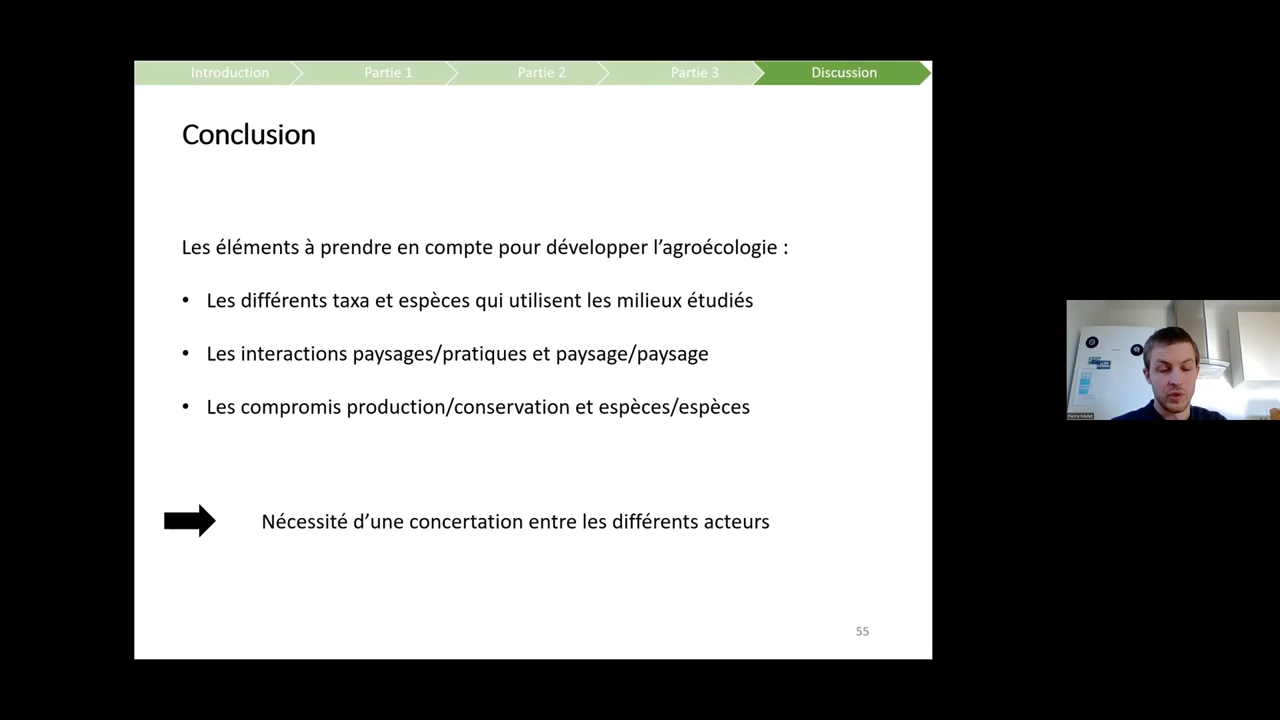 Introduction
Partie 1
Partie 2
Partie 3
Discussion
Conclusion
Les éléments à prendre en compte pour développer l’agroécologie :
• Les différents taxa et espèces qui utilisent les milieux étudiés
• Les interactions paysages/pratiques et paysage/paysage
• Les compromis production/conservation et espèces/espèces
Nécessité d’une concertation entre les différents acteurs
55